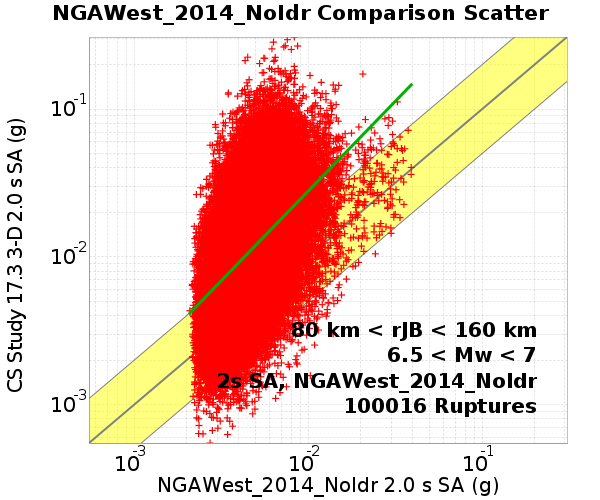 NGAWest_2014_NoIdr Comparison Scatter
CS Study 17.3 3-D 2.0 s SA (g)
10-1
10-2
10-3
80 km < rJB < 160 km
6.5 < Mw < 7
2s SA, NGAWest_2014_NoIdr
100016 Ruptures
10-3 10-2 10-1
NGAWest_2014_NoIdr 2.0 s SA (g)